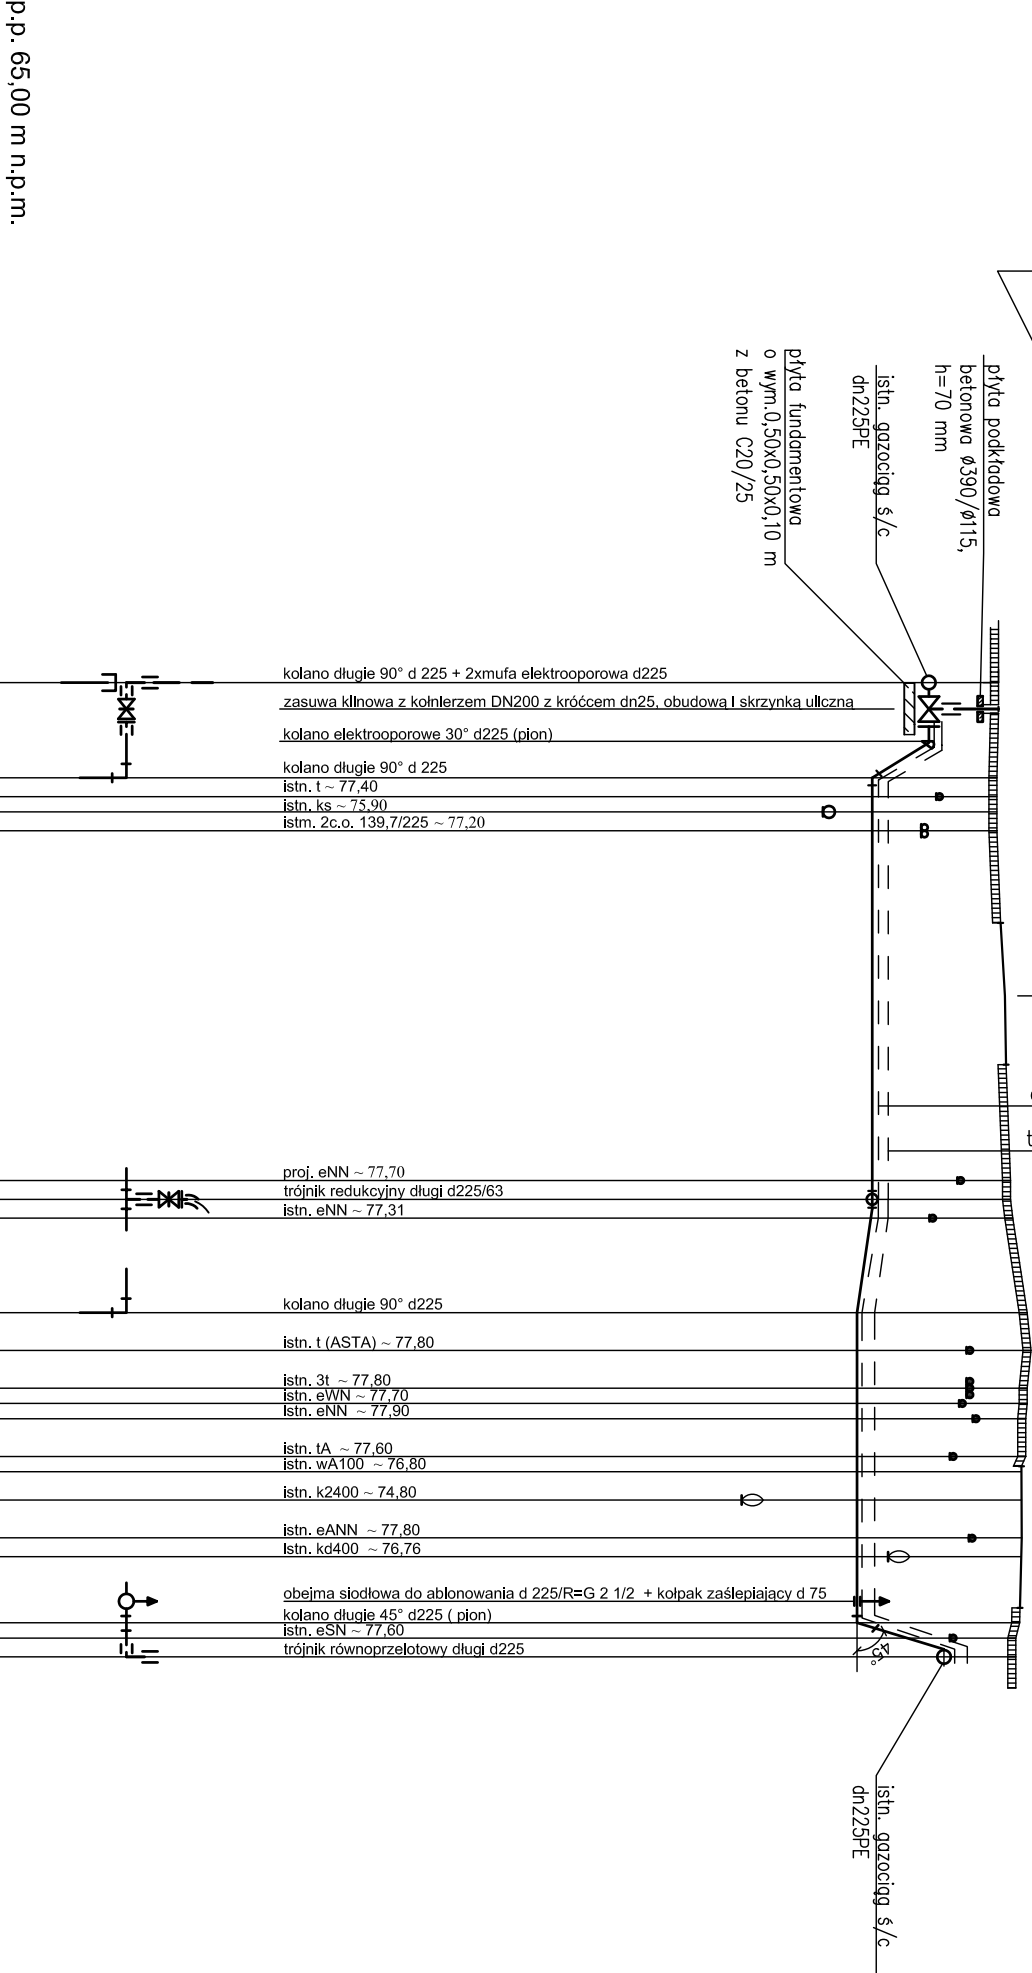 p.p. 65,00 m n.p.m.
płyta podkładowa
betonowa ø390/ø115,
h=70 mm
istn. gazociąg ś/c
dn225PE
płyta fundamentowa
o wym.0,50x0,50x0,10 m
z betonu C20/25
kolano długie 90° d 225 + 2xmufa elektrooporowa d225
zasuwa klinowa z kołnierzem DN200 z króćcem dn25, obudową i skrzynką uliczną
kolano elektrooporowe 30° d225 (pion)
kolano długie 90° d 225
istn. t ~ 77,40
istn. ks ~ 75,90
istm. 2c.o. 139,7/225 ~ 77,20
proj. eNN ~ 77,70
trójnik redukcyjny długi d225/63
istn. eNN ~ 77,31
kolano długie 90° d225
istn. t (ASTA) ~ 77,80
istn. 3t ~ 77,80
istn. eWN ~ 77,70
istn. eNN ~ 77,90
istn. tA ~ 77,60
istn. wA100 ~ 76,80
istn. k2400 ~ 74,80
istn. eANN ~ 77,80
istn. kd400 ~ 76,76
obejma siodłowa do ablonowania d 225/R=G 2 1/2 + kołpak zaślepiający d 75
kolano długie 45° d225 ( pion)
istn. eSN ~ 77,60
trójnik równoprzelotowy długi d225
45°
istn. gazociąg ś/c
dn225PE